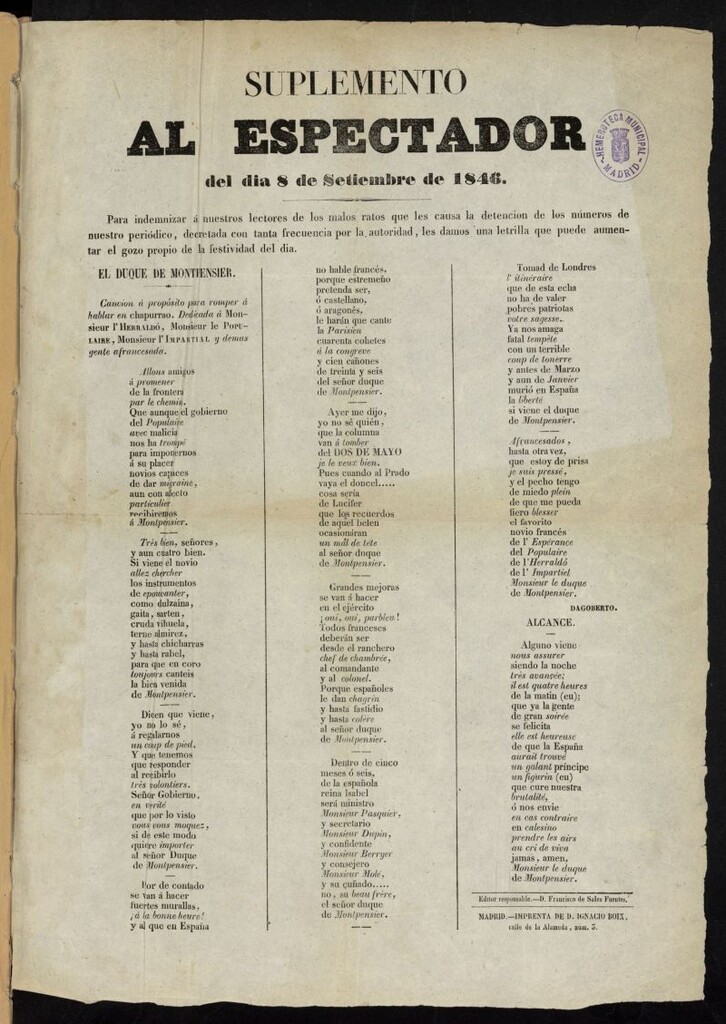 SUPLEMENTO
AL ESPECTADOR
HEMEROTECA MUNICIPAL
MADRID
del dia 8 de Setiembre de 1846.
Para indemnizar á nuestros lectores de los malos ratos que les causa la detencion de los números de
nuestro periódico, decretada con tanta frecuencia por la autoridad, les damos una letrilla que puede aumen-
tar el gozo propio de la festividad del dia.
EL DUQUE DE MONTPENSIER.
Cancion á propósito para romper á
hablar en chapurrao. Dedicada á Mon-
sieur l'HERRALDÓ, Monsieur le POPU-
LAIRE, Monsieur l'IMPARTIAL y demas
gente afrancesada.
Allons amigos
á promener
de la frontera
par le chemin.
Que aunque el gobierno
del Populaire
avec malicia
nos ha trompé
para imponernos
á su placer
novios capaces
de dar migraine,
aun con afecto
particulier
recibiremos
á Montpensier.
Très bien, señores,
y aun cuatro bien.
Si viene el novio
allez chercher
los instrumentos
de epouvanter,
como dulzaina,
gaita, sarten,
cruda vihuela,
terne almirez,
y hasta chicharras
y hasta rabel,
para que en coro
toujours canteis
la bien venida
de Montpensier.
Dicen que viene,
yo no lo sé,
á regalarnos
un coup de pied.
Y que tenemos
que responder
al recibirlo
très volontiers.
Señor Gobierno,
en verité
que por lo visto
vous vous moquez,
si de este modo
quiere importer
al señor Duque
de Montpensier.
Por de contado
se van á hacer
fuertes murallas,
¡á la bonne heure!
y al que en España
no hable francés,
porque estremeño
pretenda ser,
ó castellano,
ó aragonés,
le harán que cante
la Parisien
cuarenta cohetes
á la congreve
y cien cañones
de treinta y seis
del señor duque
de Montpensier.
Ayer me dijo,
yo no sé quién,
que la columna
van á tomber
del DOS DE MAYO
je le veux bien.
Pues cuando al Prado
vaya el doncel.....
cosa sería
de Lucifer
que los recuerdos
de aquel belen
ocasionáran
un mál de tête
al señor duque
de Montpensier.
Grandes mejoras
se van á hacer
en el ejército
¡oui, oui, parbleu!
Todos franceses
deberán ser
desde el ranchero
chef de chambrée,
al comandante
y al colonel.
Porque españoles
le dan chagrin
y hasta fastidio
y hasta colére
al señor duque
de Montpensier.
Dentro de cinco
meses ó seis,
de la española
reina Isabel
será ministro
Monsieur Pasquier,
y secretario
Monsieur Dupin,
y confidente
Monsieur Berryer
y consejero
Monsieur Molé,
y su cuñado.....
no, su beau frère,
el señor duque
de Montpensier.
Tomad de Londres
l' itinéraire
que de esta echa
no ha de valer
pobres patriotas
votre sagesse.
Ya nos amaga
fatal tempête
con un terrible
coup de tonerre
y antes de Marzo
y aun de Janvier
murió en España
la liberté
si viene el duque
de Montpensier.
Afrancesados,
hasta otra vez,
que estoy de prisa
je suis pressé,
y el pecho tengo
de miedo plein
de que me pueda
fiero blesser
el favorito
novio francés
de l' Espérance
del Populaire
de l'Herraldó
de l' Impartiel
Monsieur le duque
de Montpensier.
DAGOBERTO.
ALCANCE.
Alguno viene
nous assurer
siendo la noche
très avancée;
il est quatre heures
de la matin (eu);
que ya la gente
de gran soirée
se felicita
elle est heureuse
de que la España
aurait trouvé
un galant príncipe
un figurin (eu)
que cure nuestra
brutalité,
ó nos envie
en cas contraire
en calesino
prendre les airs
au cri de viva
jamas, amen,
Monsieur le duque
de Montpensier.
Editor responsable.—D. Francisco de Sales Fuentes.
MADRID.—IMPRENTA DE D. IGNACIO BOIX,
calle de la Alameda, núm. 3.